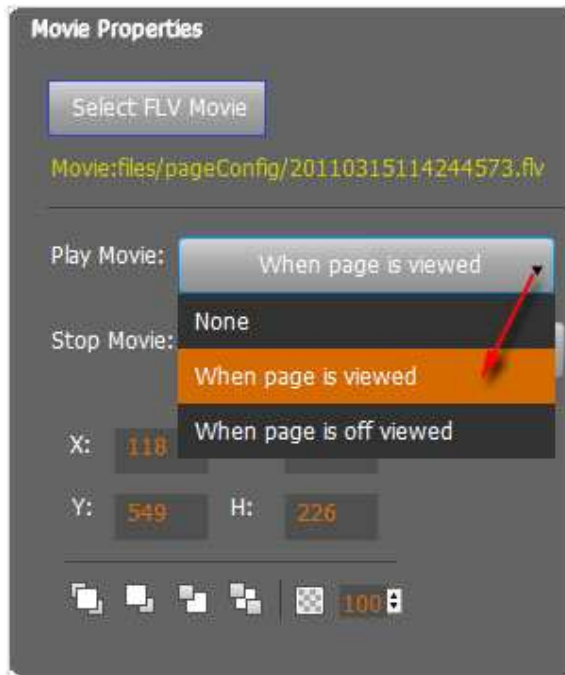 Movie Properties
Select FLV Movie
Movie:files/pageConfig/20110315114244573.flv
Play Movie: When page is viewed
None
Stop Movie:
When page is viewed
When page is off viewed
X: 118
Y: 549 H: 226
100